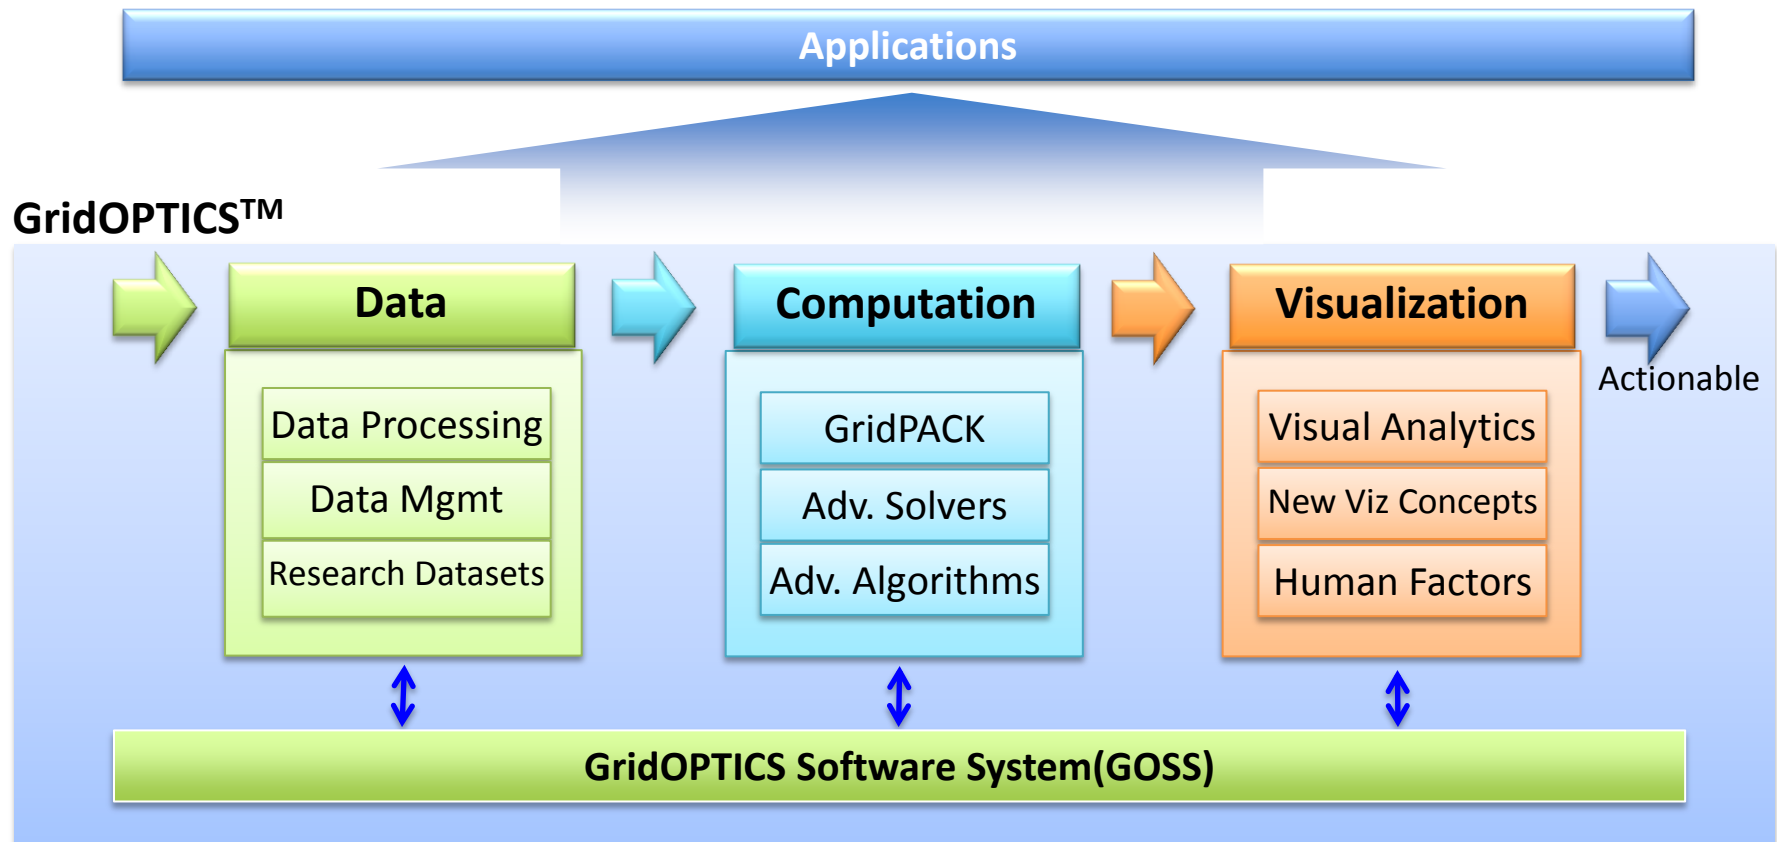 Applications
GridOPTICS™
Data
Computation
Visualization
Actionable
Data Processing
Data Mgmt
Research Datasets
GridPACK
Adv. Solvers
Adv. Algorithms
Visual Analytics
New Viz Concepts
Human Factors
GridOPTICS Software System(GOSS)